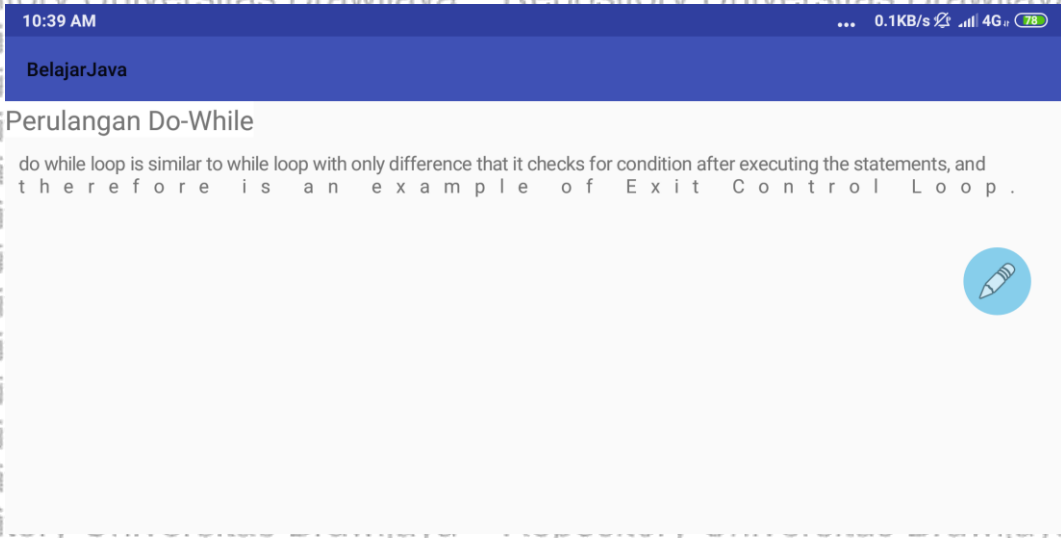 10:39 AM ... 0.1KB/s 4G 78
BelajarJava
Perulangan Do-While
do while loop is similar to while loop with only difference that it checks for condition after executing the statements, and
therefore is an example of Exit Control Loop.